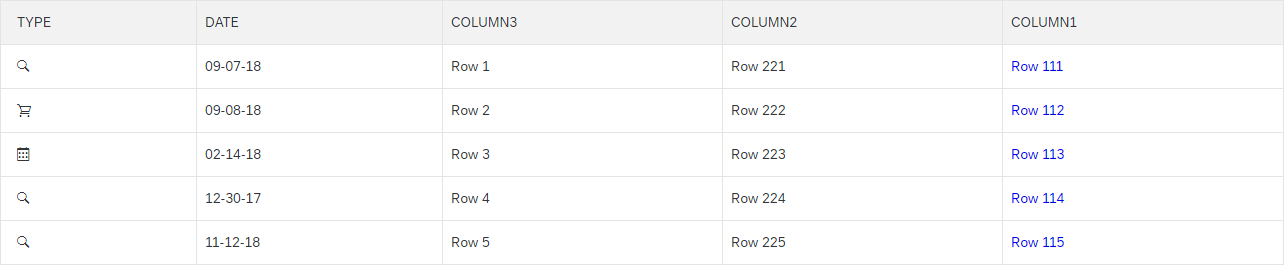 TYPE DATE COLUMN3 COLUMN2 COLUMN1
09-07-18 Row 1 Row 221 Row 111
09-08-18 Row 2 Row 222 Row 112
02-14-18 Row 3 Row 223 Row 113
12-30-17 Row 4 Row 224 Row 114
11-12-18 Row 5 Row 225 Row 115